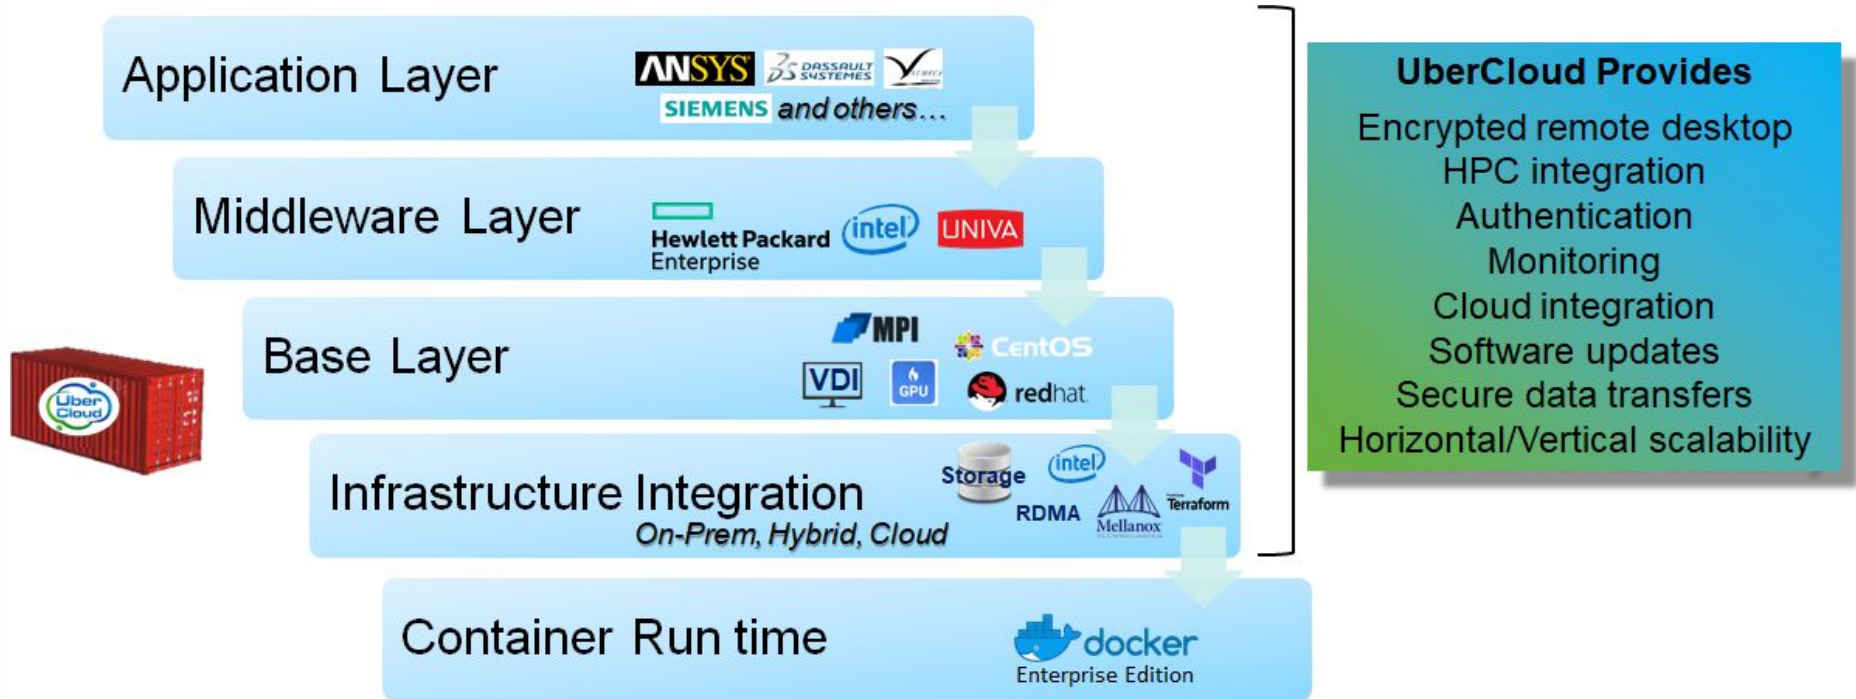 Application Layer
ANSYS
DASSAULT
SYSTEMES
SIEMENS and others...
Middleware Layer
Hewlett Packard
Enterprise
intel
UNIVA
Base Layer
MPI
CentOS
VDI
GPU
redhat
Uber
Cloud
Infrastructure Integration
On-Prem, Hybrid, Cloud
Storage
intel
RDMA
Mellanox
TECHNOLOGIES
Terraform
Container Run time
docker
Enterprise Edition
UberCloud Provides
Encrypted remote desktop
HPC integration
Authentication
Monitoring
Cloud integration
Software updates
Secure data transfers
Horizontal/Vertical scalability